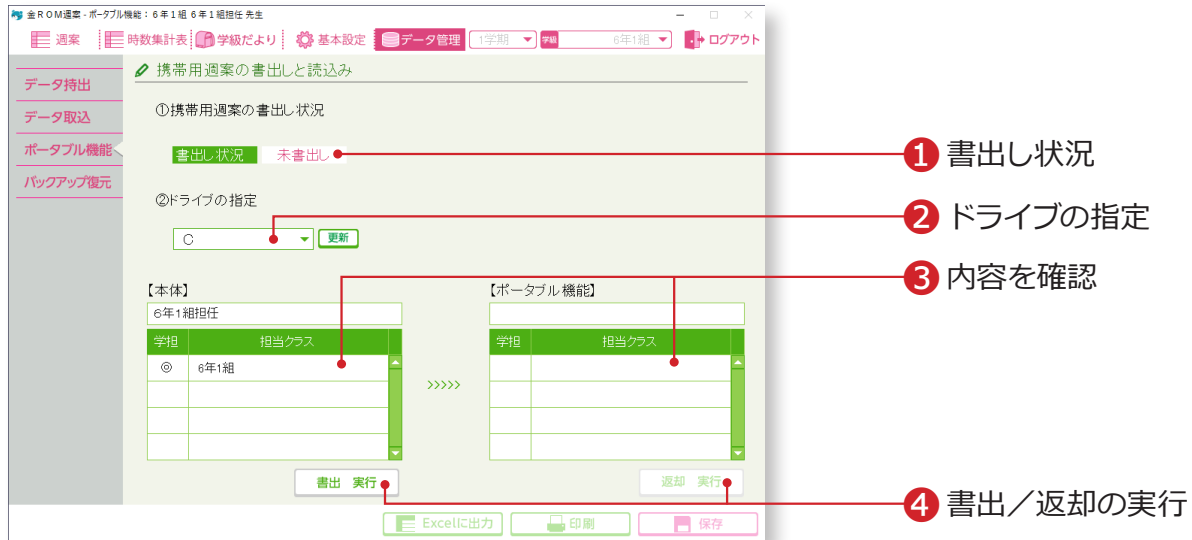 金ROM週案 - ポータブル機能： 6 年 1 組 6 年 1 組担任 先生
週案 時数集計表 学級だより 基本設定 データ管理 1学期 学級 6年1組 ログアウト
データ持出
データ取込
ポータブル機能
バックアップ復元
携帯用週案の書出しと読込み
①携帯用週案の書出し状況
書出し状況 未書出し
②ドライブの指定
C 更新
【本体】 【ポータブル機能】
6年1組担任
学担 担当クラス 学担 担当クラス
◎ 6年1組
>>>>>
書出 実行 返却 実行
Excelに出力 印刷 保存
1 書出し状況
2 ドライブの指定
3 内容を確認
4 書出／返却の実行